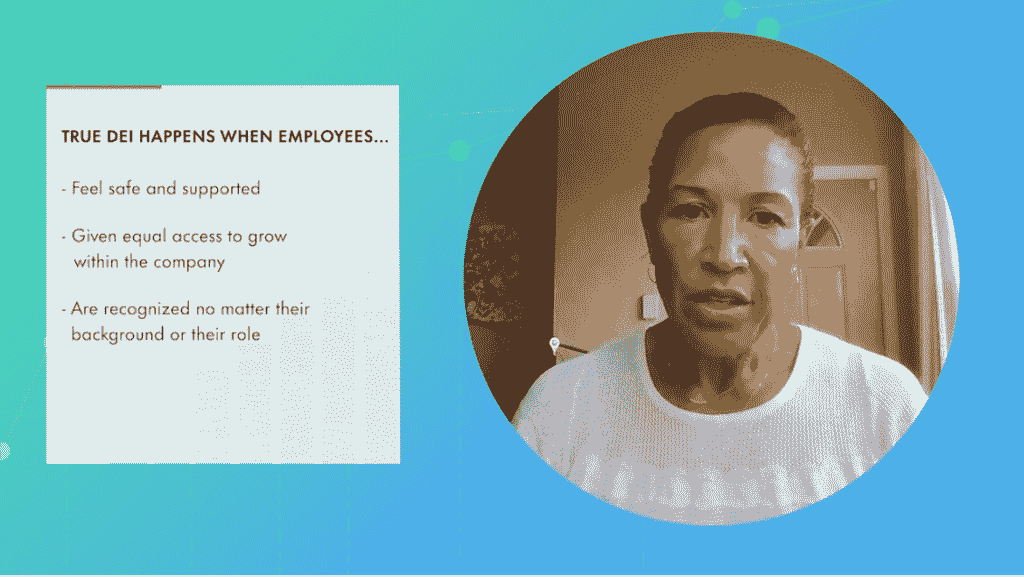 TRUE DEI HAPPENS WHEN EMPLOYEES...
- Feel safe and supported
- Given equal access to grow
within the company
- Are recognized no matter their
background or their role